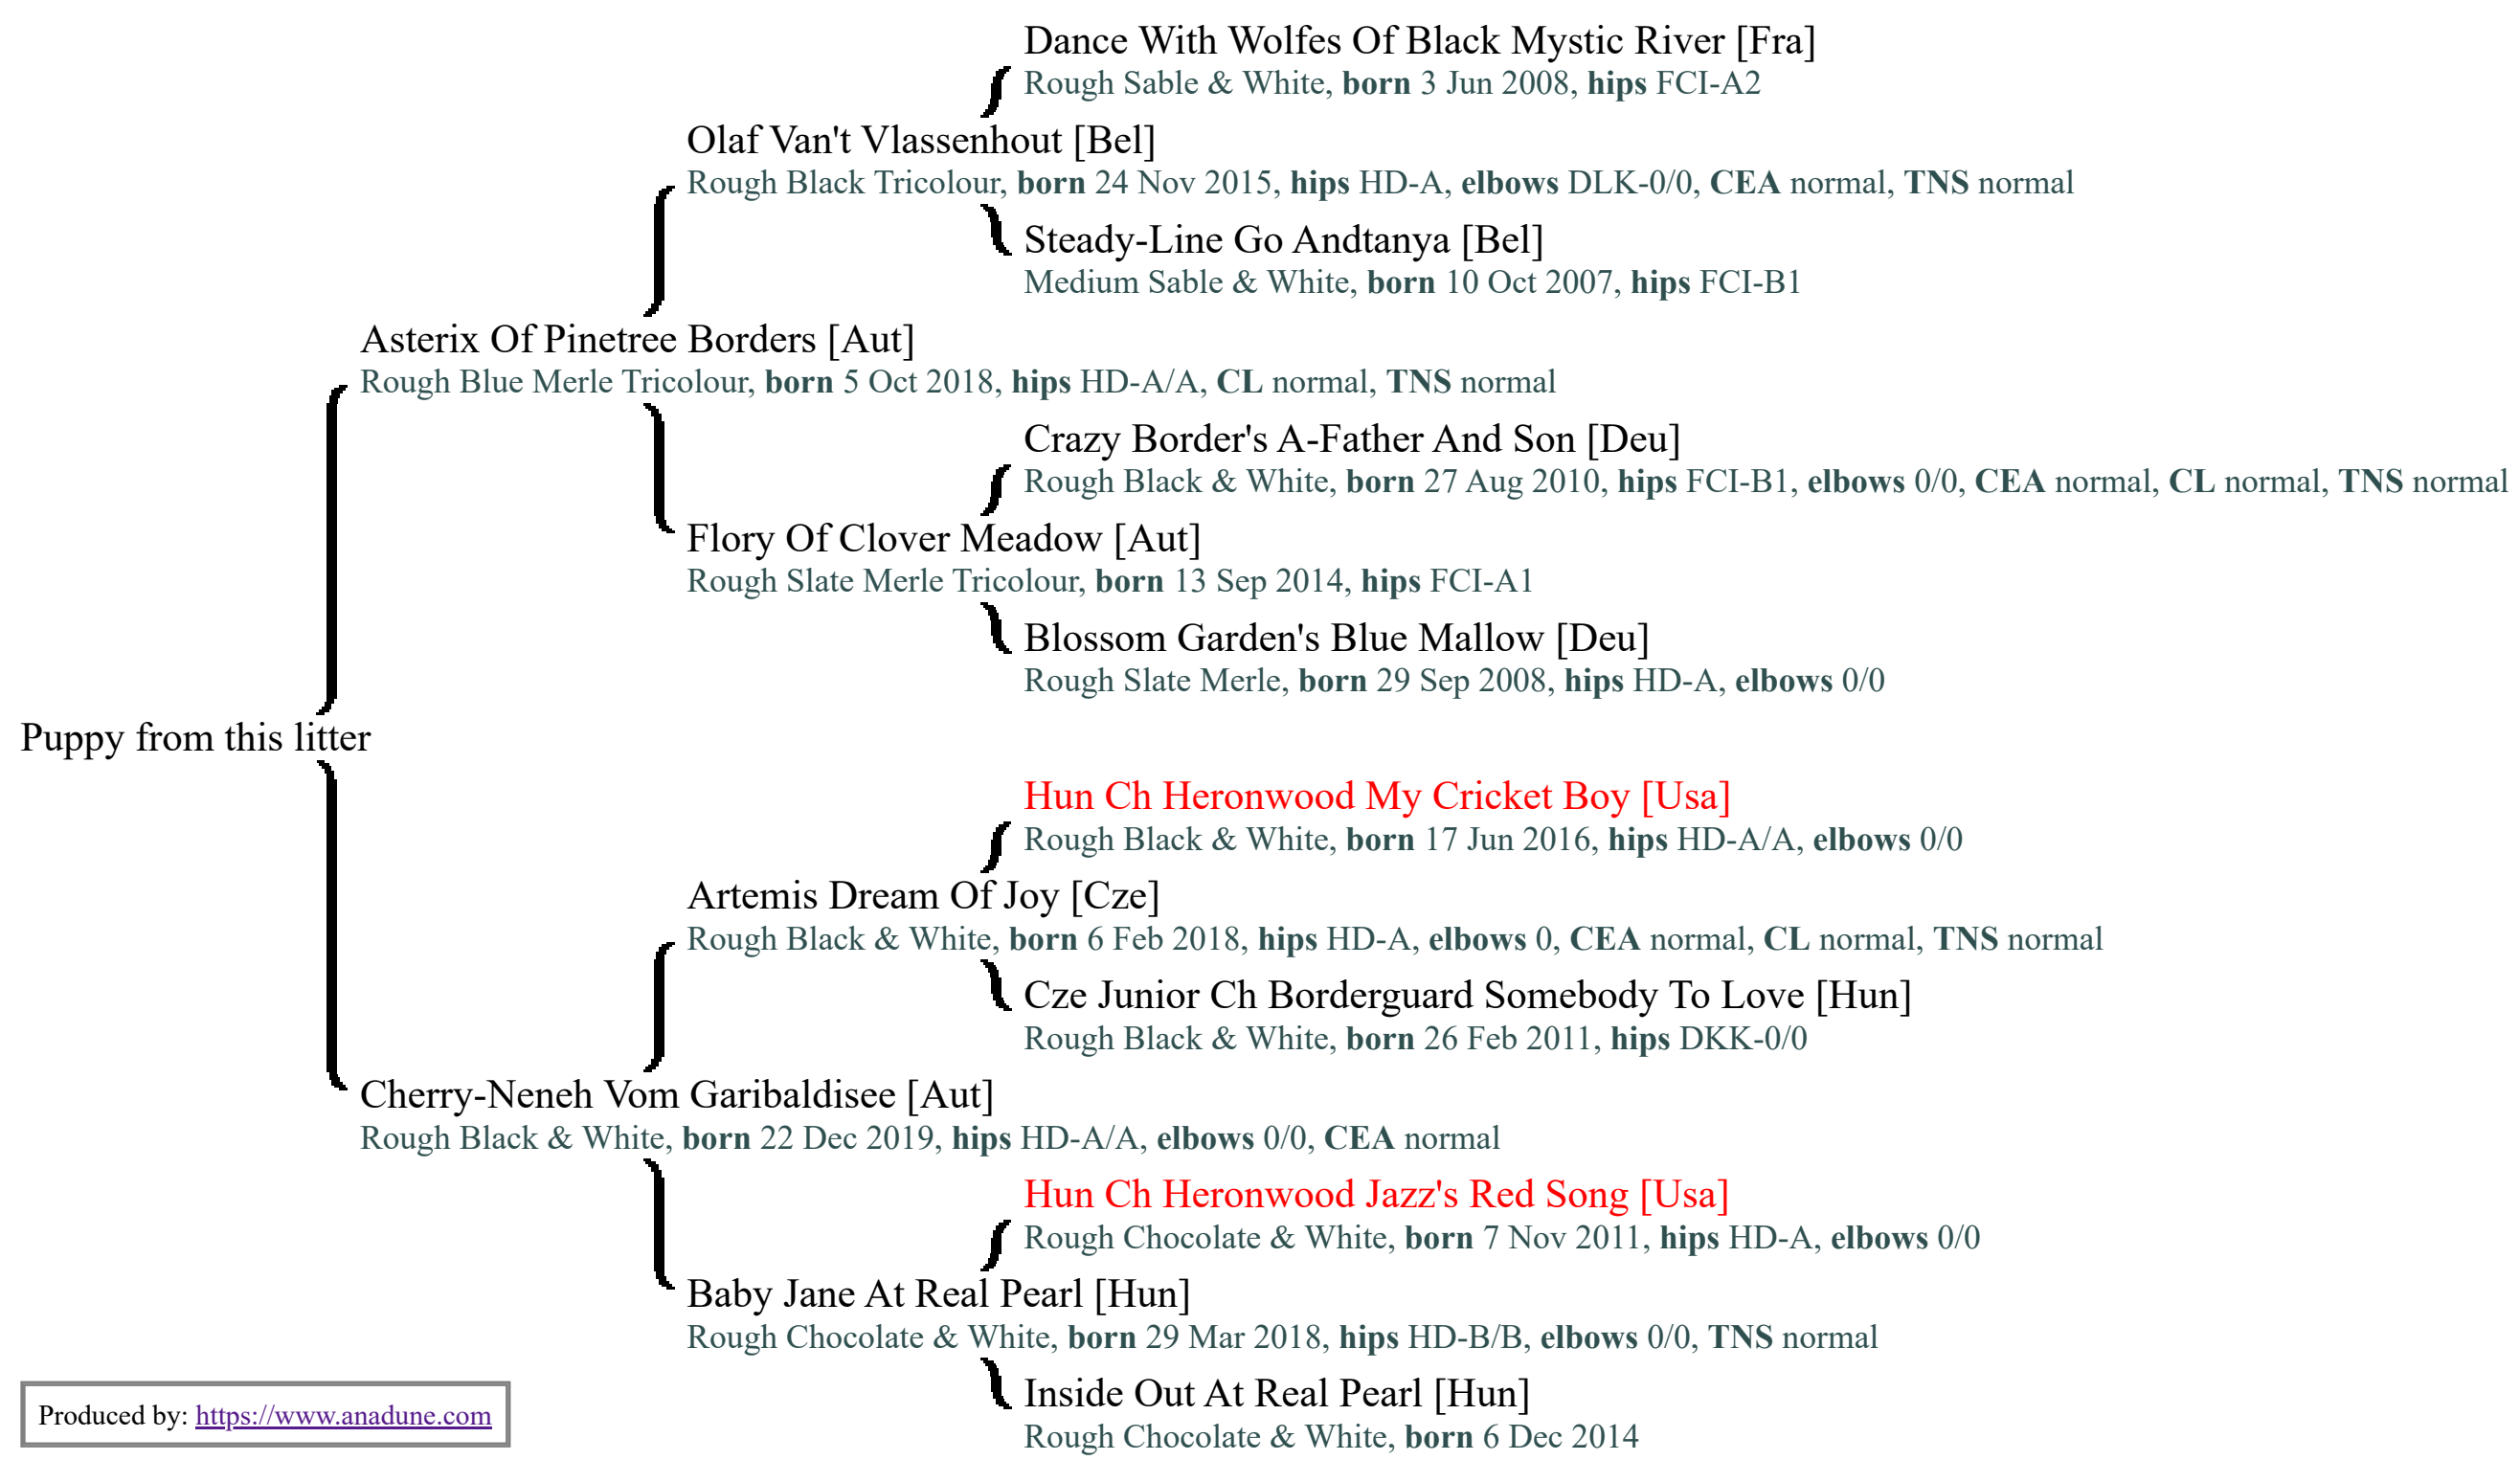 Dance With Wolfes Of Black Mystic River [Fra]
Rough Sable & White, born 3 Jun 2008, hips FCI-A2
Olaf Van't Vlassenhout [Bel]
Rough Black Tricolour, born 24 Nov 2015, hips HD-A, elbows DLK-0/0, CEA normal, TNS normal
Steady-Line Go Andtanya [Bel]
Medium Sable & White, born 10 Oct 2007, hips FCI-B1
Asterix Of Pinetree Borders [Aut]
Rough Blue Merle Tricolour, born 5 Oct 2018, hips HD-A/A, CL normal, TNS normal
Crazy Border's A-Father And Son [Deu]
Rough Black & White, born 27 Aug 2010, hips FCI-B1, elbows 0/0, CEA normal, CL normal, TNS normal
Flory Of Clover Meadow [Aut]
Rough Slate Merle Tricolour, born 13 Sep 2014, hips FCI-A1
Blossom Garden's Blue Mallow [Deu]
Rough Slate Merle, born 29 Sep 2008, hips HD-A, elbows 0/0
Puppy from this litter
Hun Ch Heronwood My Cricket Boy [Usa]
Rough Black & White, born 17 Jun 2016, hips HD-A/A, elbows 0/0
Artemis Dream Of Joy [Cze]
Rough Black & White, born 6 Feb 2018, hips HD-A, elbows 0, CEA normal, CL normal, TNS normal
Cze Junior Ch Borderguard Somebody To Love [Hun]
Rough Black & White, born 26 Feb 2011, hips DKK-0/0
Cherry-Neneh Vom Garibaldisee [Aut]
Rough Black & White, born 22 Dec 2019, hips HD-A/A, elbows 0/0, CEA normal
Hun Ch Heronwood Jazz's Red Song [Usa]
Rough Chocolate & White, born 7 Nov 2011, hips HD-A, elbows 0/0
Baby Jane At Real Pearl [Hun]
Rough Chocolate & White, born 29 Mar 2018, hips HD-B/B, elbows 0/0, TNS normal
Inside Out At Real Pearl [Hun]
Rough Chocolate & White, born 6 Dec 2014
Produced by: https://www.anadune.com